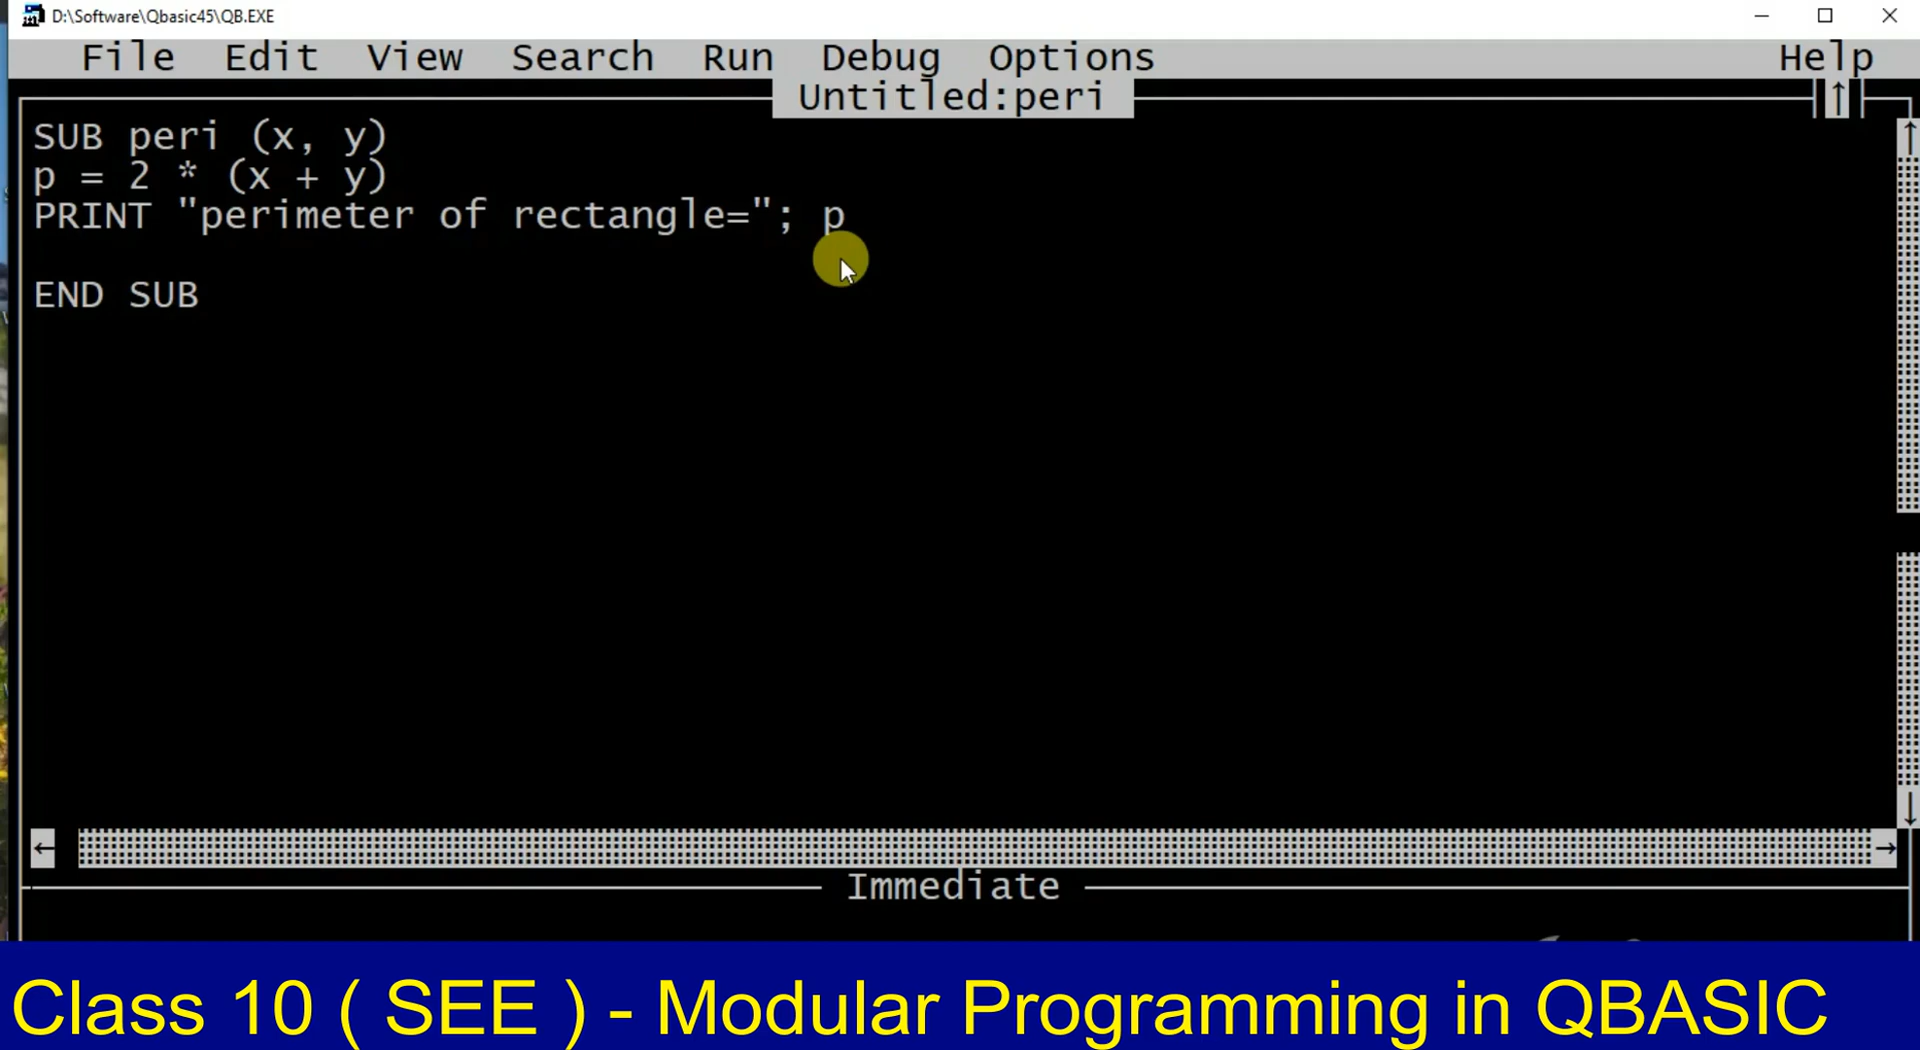 D:\Software\Qbasic45\QB.EXE
File Edit View Search Run Debug Options Help
Untitled:peri
SUB peri (x, y)
p = 2 * (x + y)
PRINT "perimeter of rectangle="; p
END SUB
Immediate
Class 10 ( SEE ) - Modular Programming in QBASIC